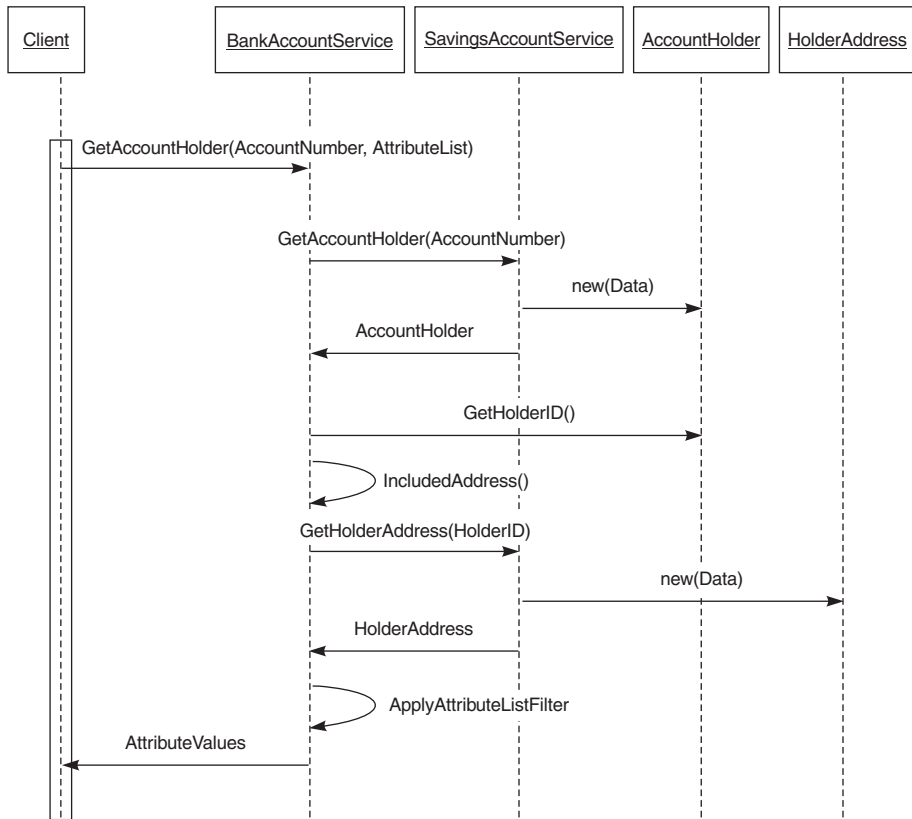 Client
BankAccountService
SavingsAccountService
AccountHolder
HolderAddress
GetAccountHolder(AccountNumber, AttributeList)
GetAccountHolder(AccountNumber)
new(Data)
AccountHolder
GetHolderID()
IncludedAddress()
GetHolderAddress(HolderID)
new(Data)
HolderAddress
ApplyAttributeListFilter
AttributeValues